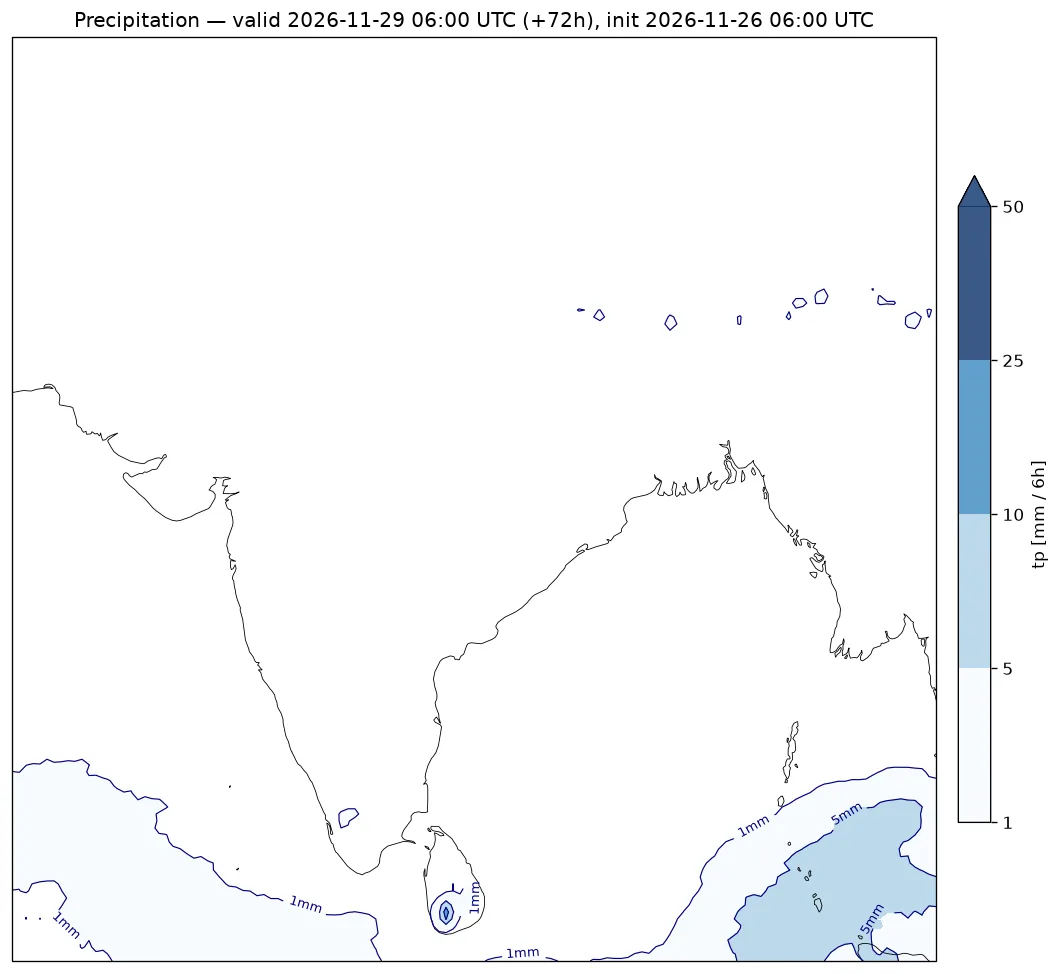 Precipitation — valid 2026-11-29 06:00 UTC (+72h), init 2026-11-26 06:00 UTC
50
25
10
5
1
tp [mm / 6h]
5mm
1mm
1mm
1mm
5mm
1mm
1mm